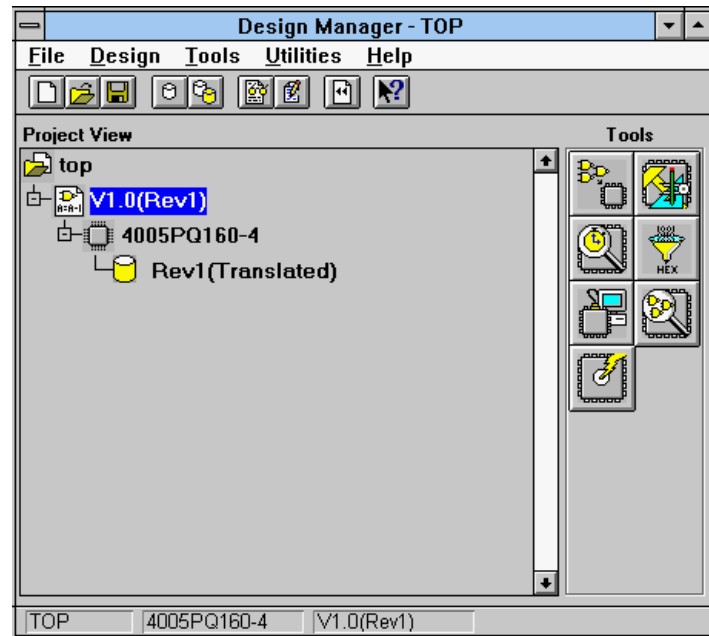 Design Manager - TOP
File Design Tools Utilities Help
Project View
Tools
top
V1.0(Rev1)
4005PQ160-4
Rev1(Translated)
HEX
TOP 4005PQ160-4 V1.0(Rev1)